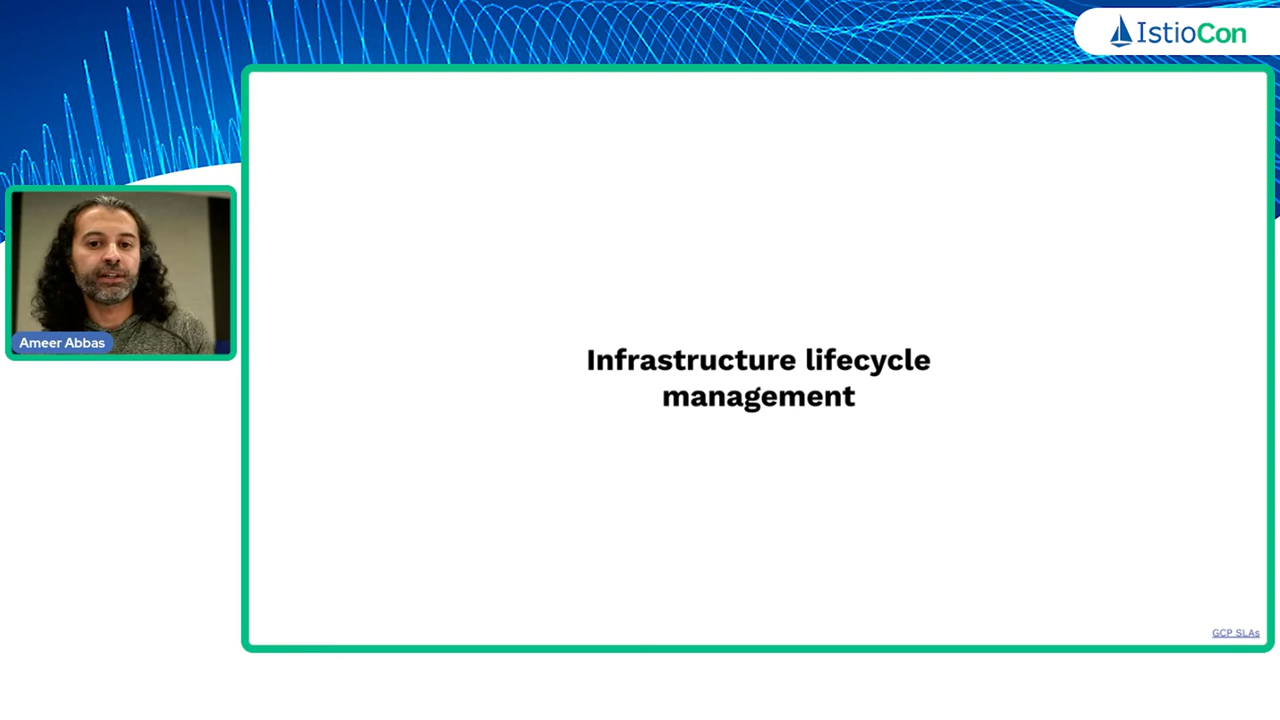 IstioCon
Ameer Abbas
Infrastructure lifecycle
management
GCP SLAs